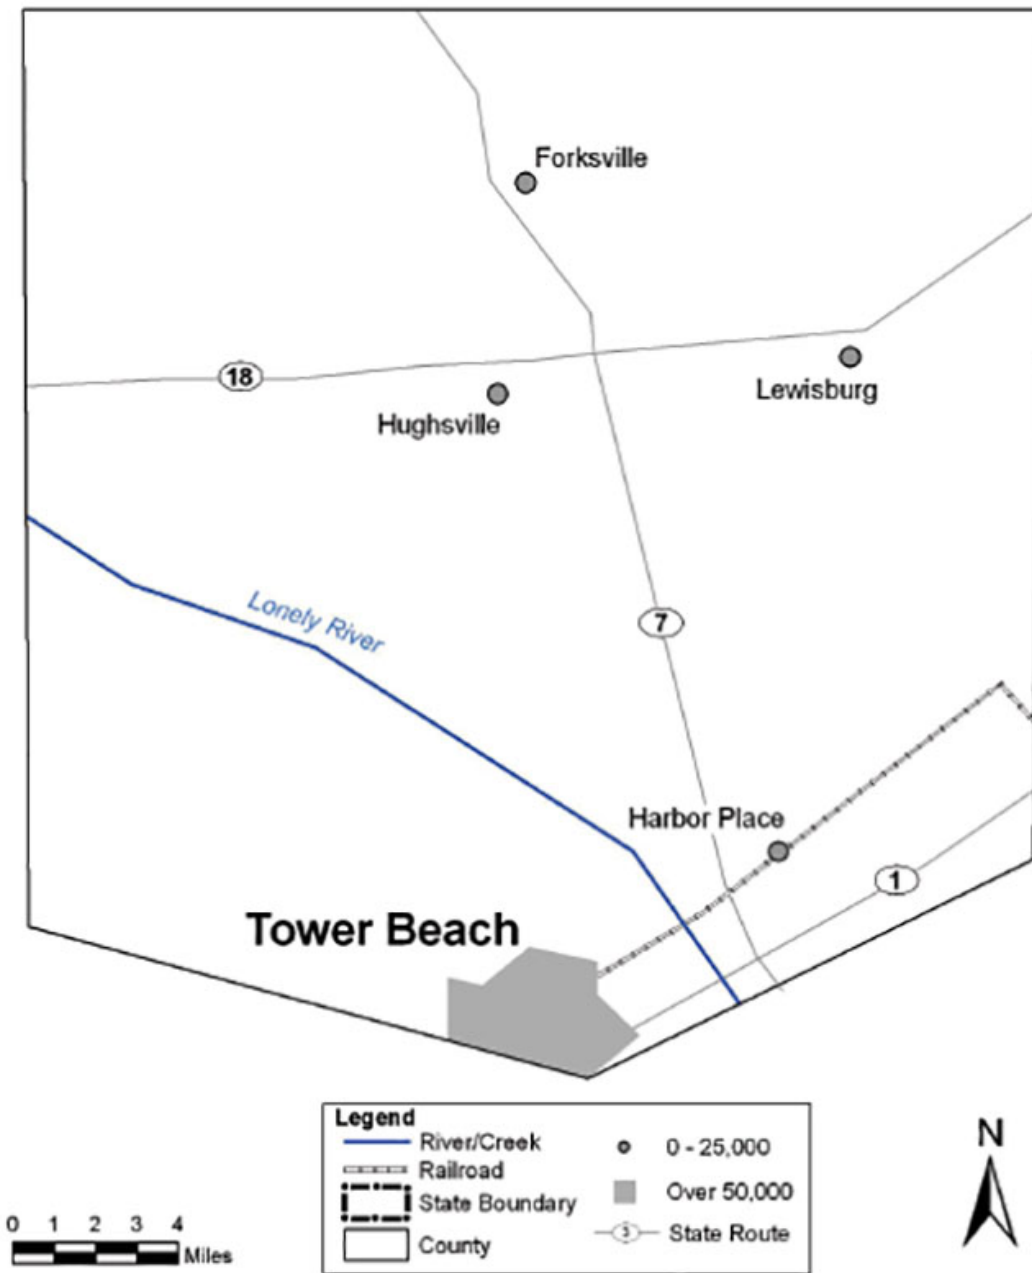 Forksville
18
Lewisburg
Hughsville
Lonely River
7
Harbor Place
1
Tower Beach
Legend
River/Creek
Railroad
State Boundary
County
0 - 25,000
Over 50,000
3 State Route
N
0 1 2 3 4
Miles